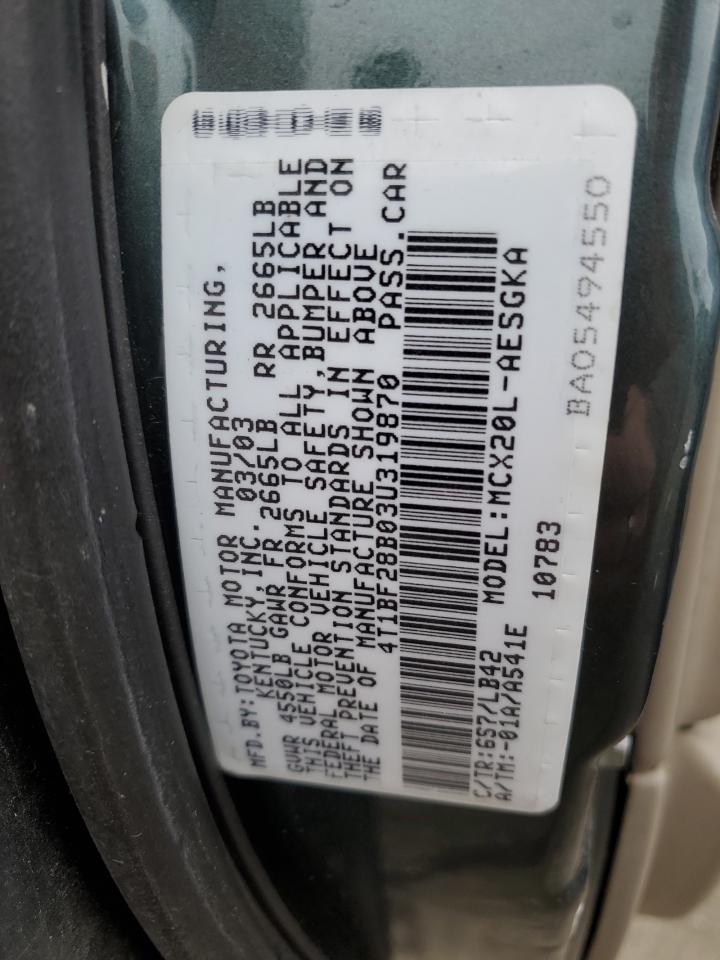 MFD.BY:TOYOTA MOTOR MANUFACTURING,
KENTUCKY,INC. 03/03
GVWR 4550LB GAWR FR 2665LB RR 2665LB
THIS VEHICLE CONFORMS TO ALL APPLICABLE
FEDERAL MOTOR VEHICLE SAFETY,BUMPER AND
THEFT PREVENTION STANDARDS IN EFFECT ON
THE DATE OF MANUFACTURE SHOWN ABOVE
4T1BF28B03U319870 PASS.CAR
C/TR:6S7/LB42 MODEL:MCX20L-AESGKA
A/TM:-01A/A541E 10783
BA05494550